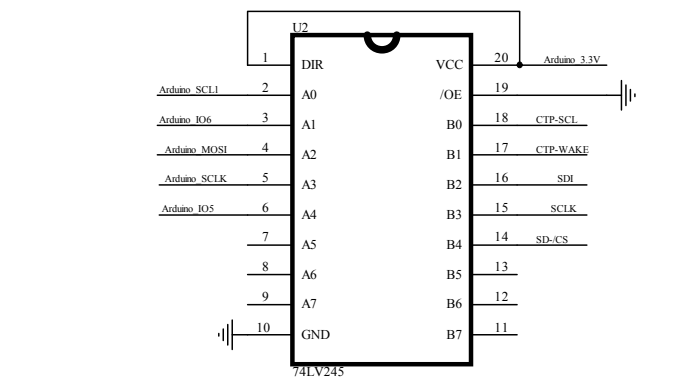 U2
1 DIR VCC 20 Arduino_3.3V
Arduino_SCL1 2 A0 /OE 19
Arduino_IO6 3 A1 B0 18 CTP-SCL
Arduino_MOSI 4 A2 B1 17 CTP-WAKE
Arduino_SCLK 5 A3 B2 16 SDI
Arduino_IO5 6 A4 B3 15 SCLK
7 A5 B4 14 SD-/CS
8 A6 B5 13
9 A7 B6 12
10 GND B7 11
74LV245